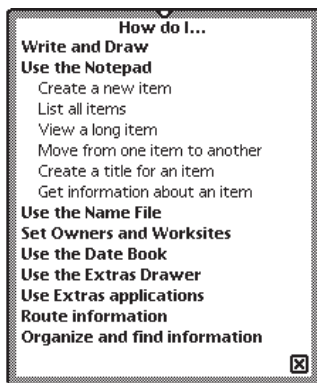 How do I...
Write and Draw
Use the Notepad
Create a new item
List all items
View a long item
Move from one item to another
Create a title for an item
Get information about an item
Use the Name File
Set Owners and Worksites
Use the Date Book
Use the Extras Drawer
Use Extras applications
Route information
Organize and find information